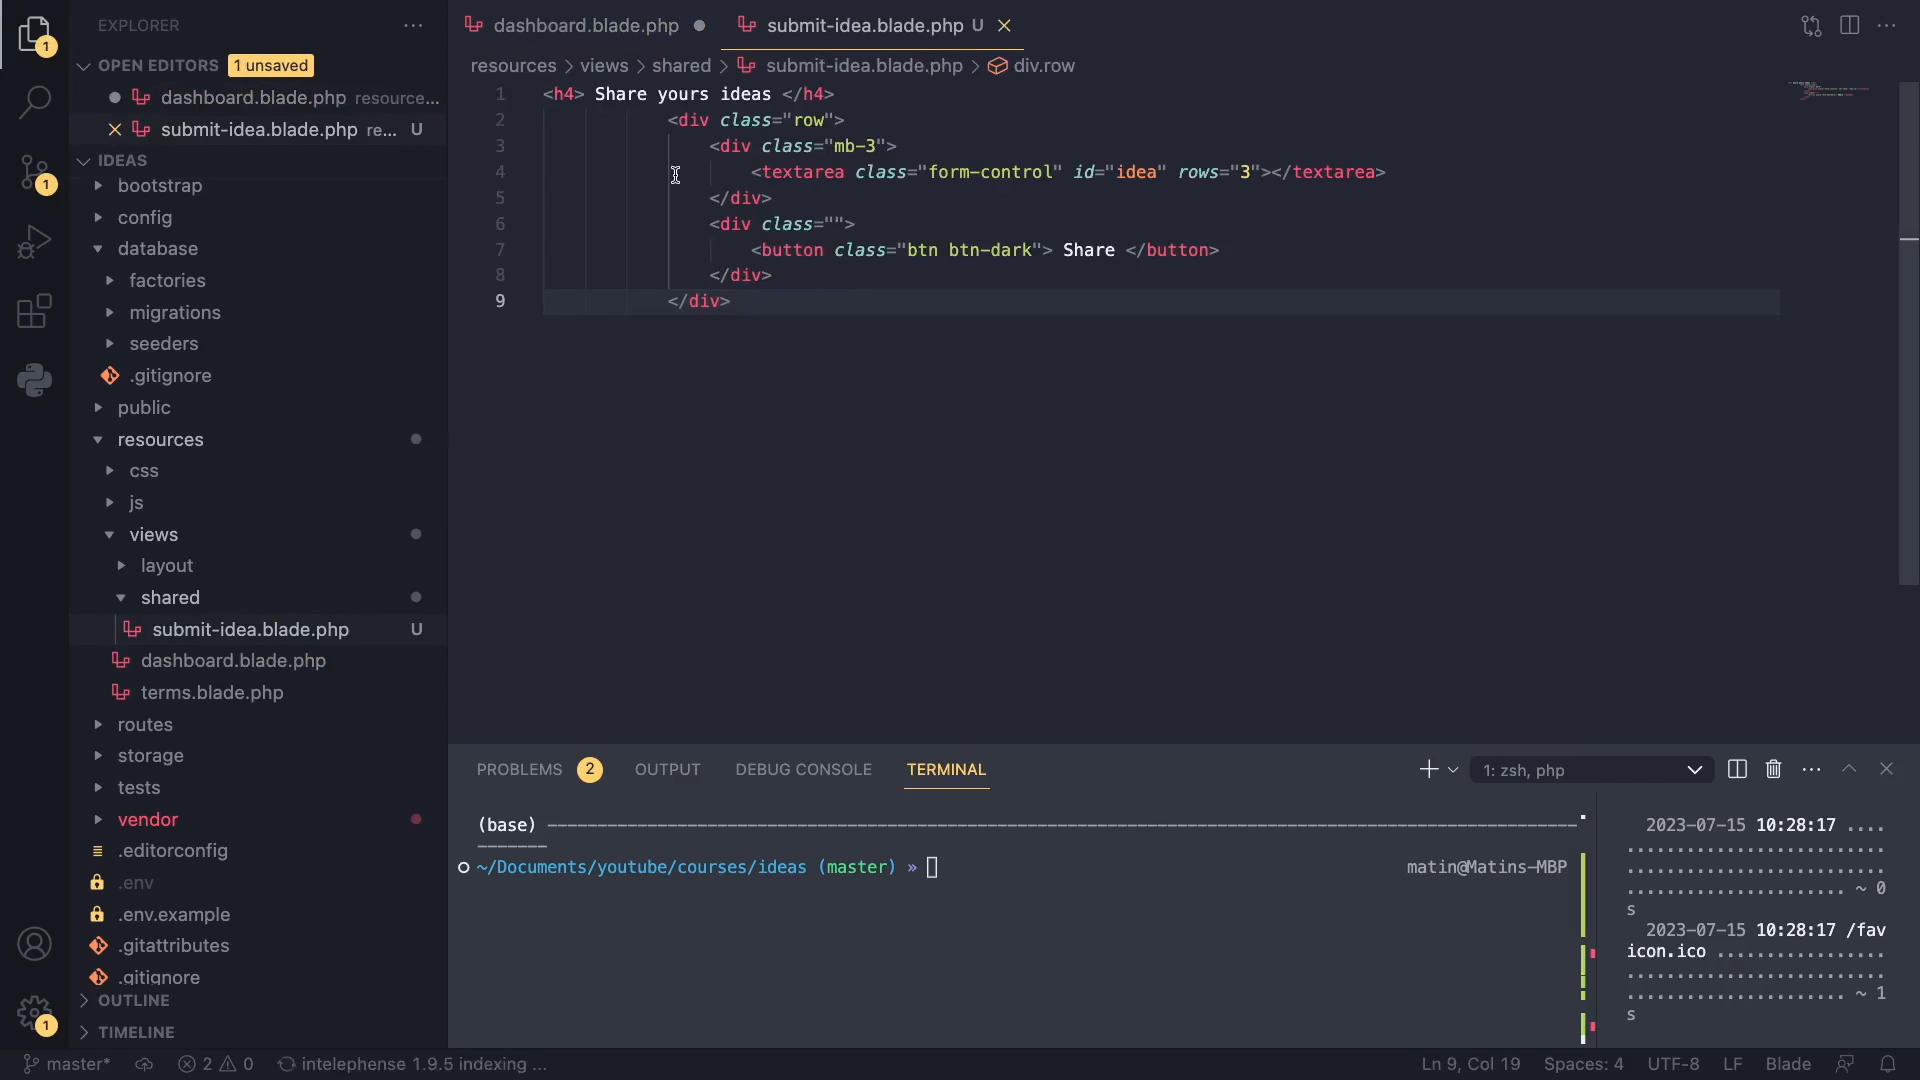 EXPLORER
OPEN EDITORS 1 unsaved
dashboard.blade.php resource...
submit-idea.blade.php re... U
IDEAS
bootstrap
config
database
factories
migrations
seeders
.gitignore
public
resources
css
js
views
layout
shared
submit-idea.blade.php U
dashboard.blade.php
terms.blade.php
routes
storage
tests
vendor
.editorconfig
.env
.env.example
.gitattributes
.gitignore
OUTLINE
TIMELINE
1
1
1
dashboard.blade.php
submit-idea.blade.php U
resources > views > shared > submit-idea.blade.php > div.row
1 <h4> Share yours ideas </h4>
2 <div class="row">
3 <div class="mb-3">
4 <textarea class="form-control" id="idea" rows="3"></textarea>
5 </div>
6 <div class="">
7 <button class="btn btn-dark"> Share </button>
8 </div>
9 </div>
PROBLEMS 2 OUTPUT DEBUG CONSOLE TERMINAL
1: zsh, php
(base) 
~/Documents/youtube/courses/ideas (master) » matin@Matins-MBP
2023-07-15 10:28:17 ....
..........................
..........................
...................... ~ 0
s
2023-07-15 10:28:17 /fav
icon.ico .................
..........................
...................... ~ 1
s
master* 2 0 intelephense 1.9.5 indexing ...
Ln 9, Col 19 Spaces: 4 UTF-8 LF Blade